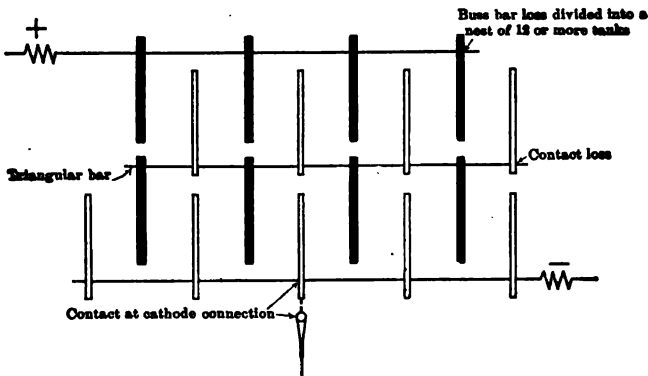 +
Buss bar loss divided into a
nest of 12 or more tanks
Triangular bar
Contact loss
−
Contact at cathode connection